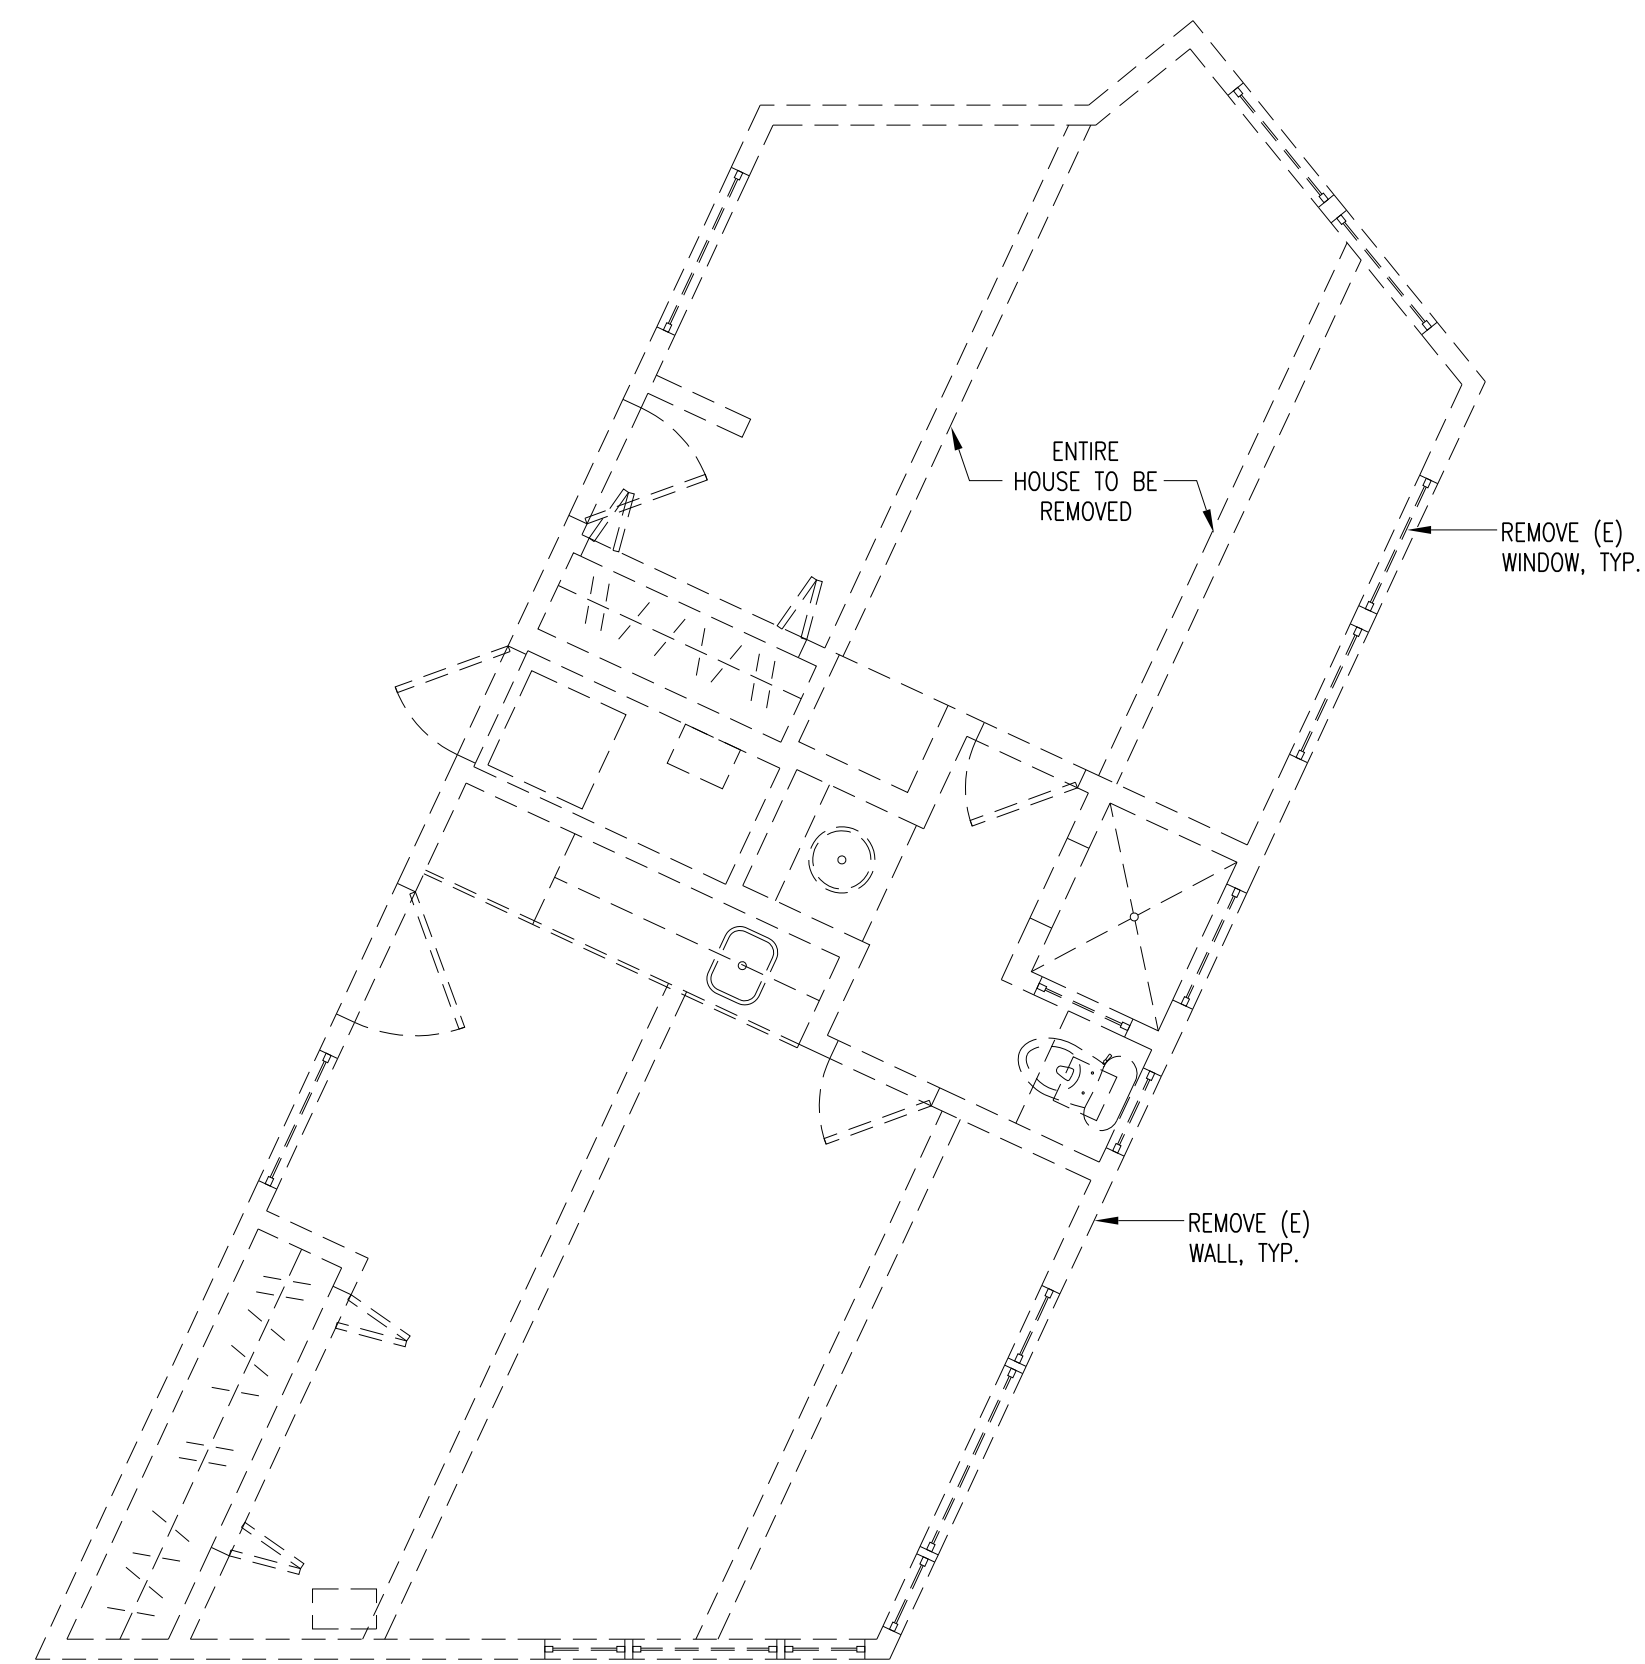 ENTIRE
HOUSE TO BE
REMOVED
REMOVE (E)
WINDOW, TYP.
REMOVE (E)
WALL, TYP.